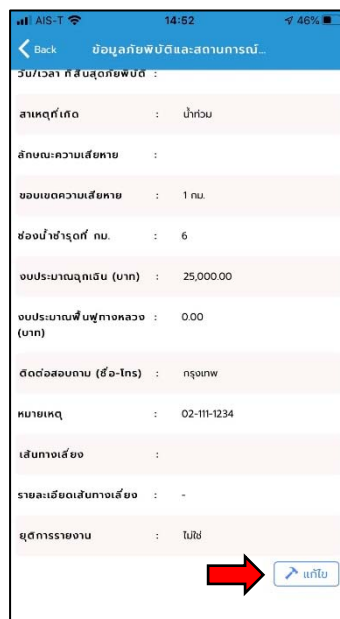 AIS-T 14:52 46%
Back ข้อมูลภัยพิบัติและสถานการณ์...
วัน/เวลา ที่สิ้นสุดภัยพิบัติ :
สาเหตุที่เกิด : น้ำท่วม
ลักษณะความเสียหาย :
ขอบเขตความเสียหาย : 1 กม.
ช่องน้ำชำรุดที่ กม. : 6
งบประมาณฉุกเฉิน (บาท) : 25,000.00
งบประมาณฟื้นฟูทางหลวง : 0.00
(บาท)
ติดต่อสอบถาม (ชื่อ-โทร) : กรุงเทพ
หมายเหตุ : 02-111-1234
เส้นทางเลี่ยง :
รายละเอียดเส้นทางเลี่ยง : -
ยุติการรายงาน : ไม่ใช่
แก้ไข